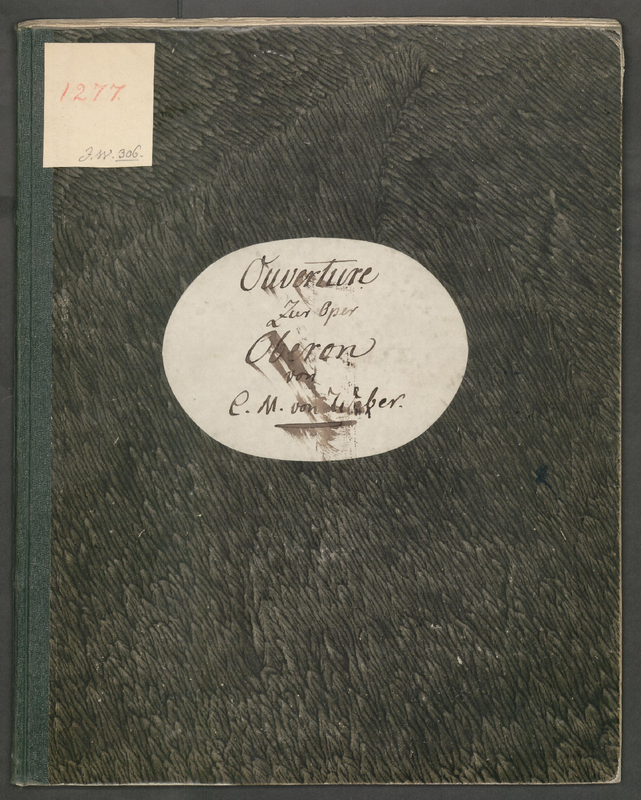 1277.
J.W. 306.
Ouverture
Zur Oper
Oberon
von
C. M. von Weber.